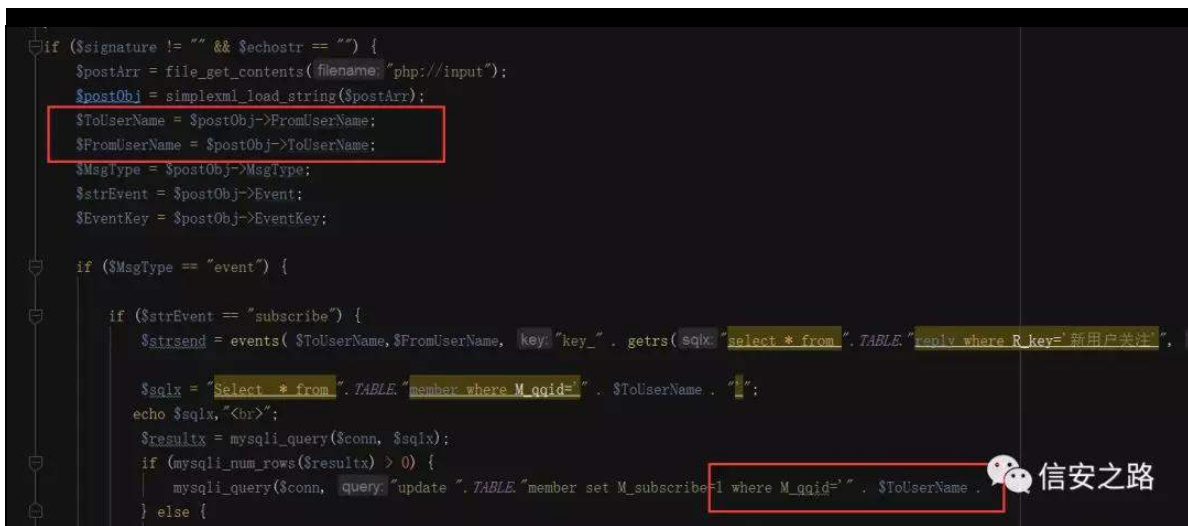 if ($signature != "" && $echostr == "") {
$postArr = file_get_contents( filename: "php://input");
$postObj = simplexml_load_string($postArr);
$ToUserName = $postObj->FromUserName;
$FromUserName = $postObj->ToUserName;
$MsgType = $postObj->MsgType;
$strEvent = $postObj->Event;
$EventKey = $postObj->EventKey;
if ($MsgType == "event") {
if ($strEvent == "subscribe") {
$strsend = events( $ToUserName,$FromUserName, key: "key_" . getrs( sqlx: "select * from ".TABLE."reply where R_key='新用户关注'",
$sqlx = "Select * from ".TABLE."member where M_qqid='" . $ToUserName . "'";
echo $sqlx,"<br>";
$resultx = mysqli_query($conn, $sqlx);
if (mysqli_num_rows($resultx) > 0) {
mysqli_query($conn, query: "update ".TABLE."member set M_subscribe=1 where M_qqid='" . $ToUserName .
} else {
信安之路